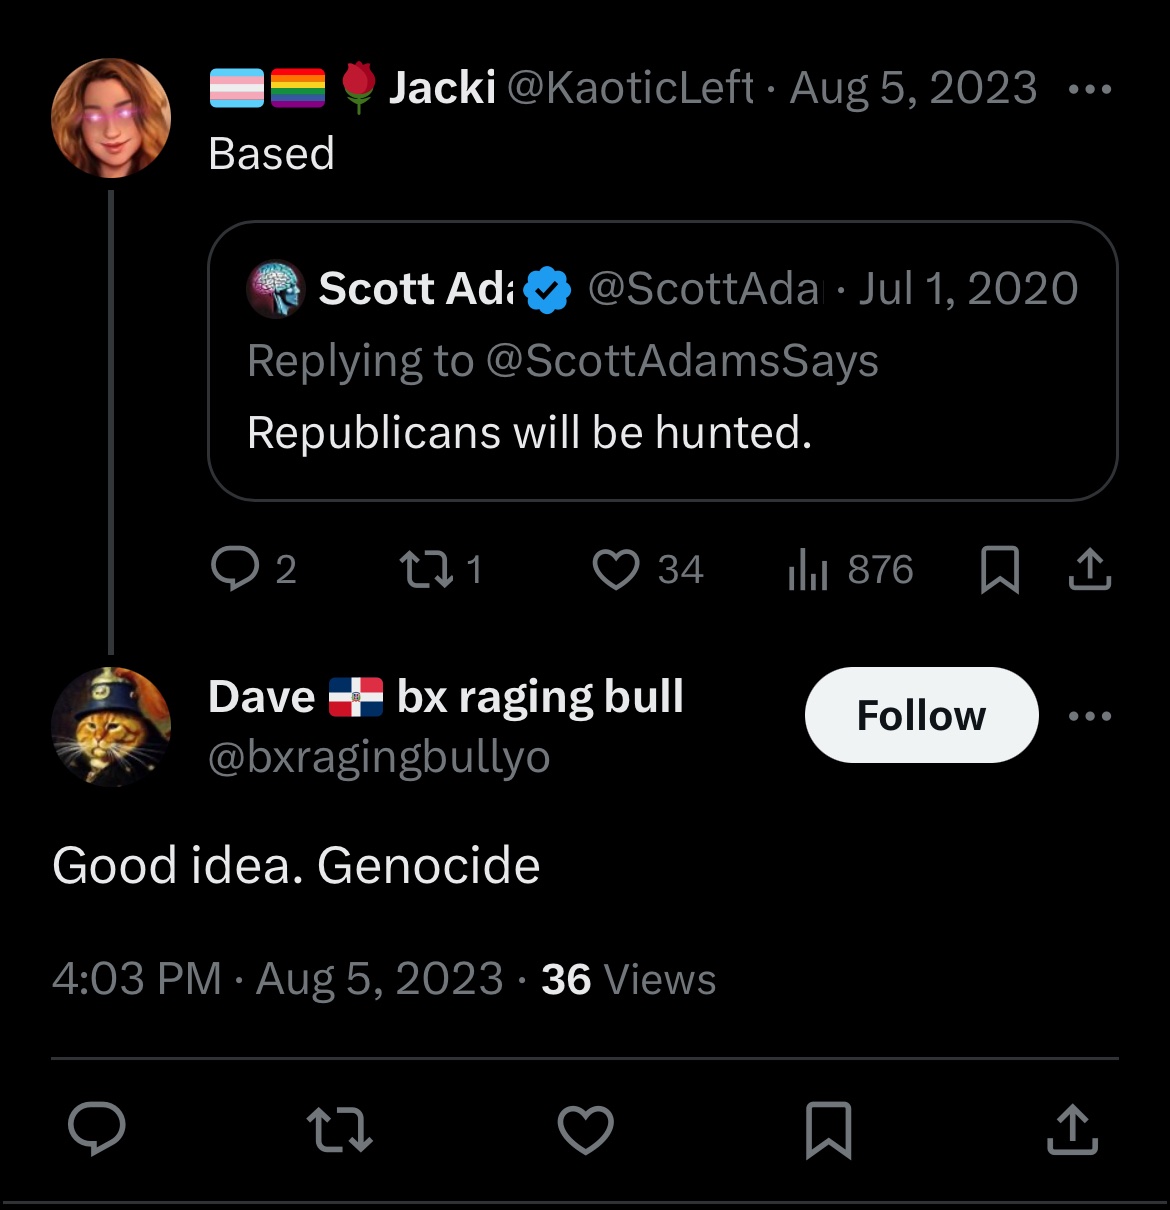 Jacki @KaoticLeft · Aug 5, 2023
Based
Scott Ada @ScottAda · Jul 1, 2020
Replying to @ScottAdamsSays
Republicans will be hunted.
2 1 34 876
Dave bx raging bull
Follow
@bxragingbullyo
Good idea. Genocide
4:03 PM · Aug 5, 2023 · 36 Views